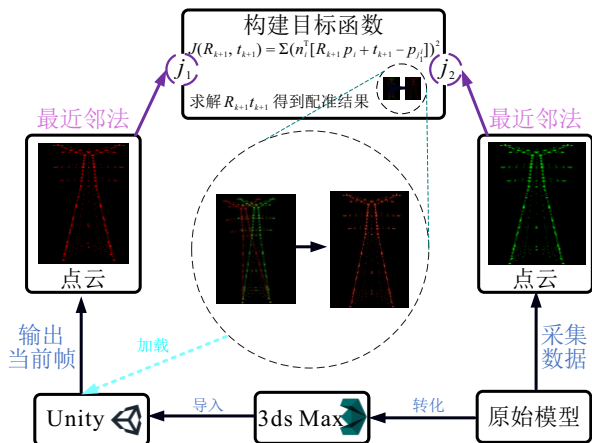 构建目标函数
J(R_{k+1}, t_{k+1}) = Σ(n_i^T[R_{k+1} p_i + t_{k+1} − p_{j_i^1}])^2
j_1
j_2
求解 R_{k+1} t_{k+1} 得到配准结果
最近邻法
最近邻法
点云
点云
输出
当前帧
加载
采集
数据
Unity
导入
3ds Max
转化
原始模型